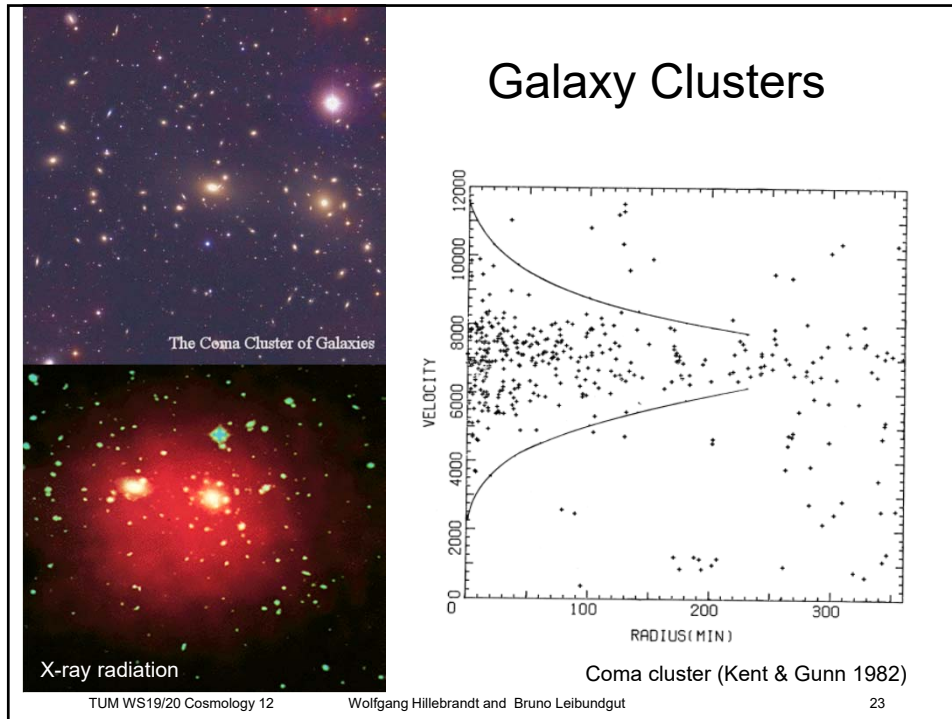 Galaxy Clusters
The Coma Cluster of Galaxies
X-ray radiation
VELOCITY
12000
10000
8000
6000
4000
2000
0
0
100
200
300
RADIUS(MIN)
Coma cluster (Kent & Gunn 1982)
TUM WS19/20 Cosmology 12
Wolfgang Hillebrandt and Bruno Leibundgut
23